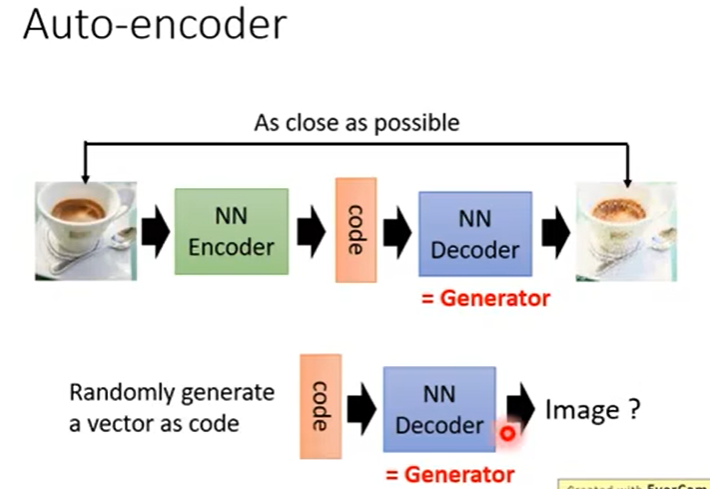 Auto-encoder
As close as possible
NN
Encoder
code
NN
Decoder
= Generator
Randomly generate
a vector as code
code
NN
Decoder
Image ?
= Generator
Created with EverCam